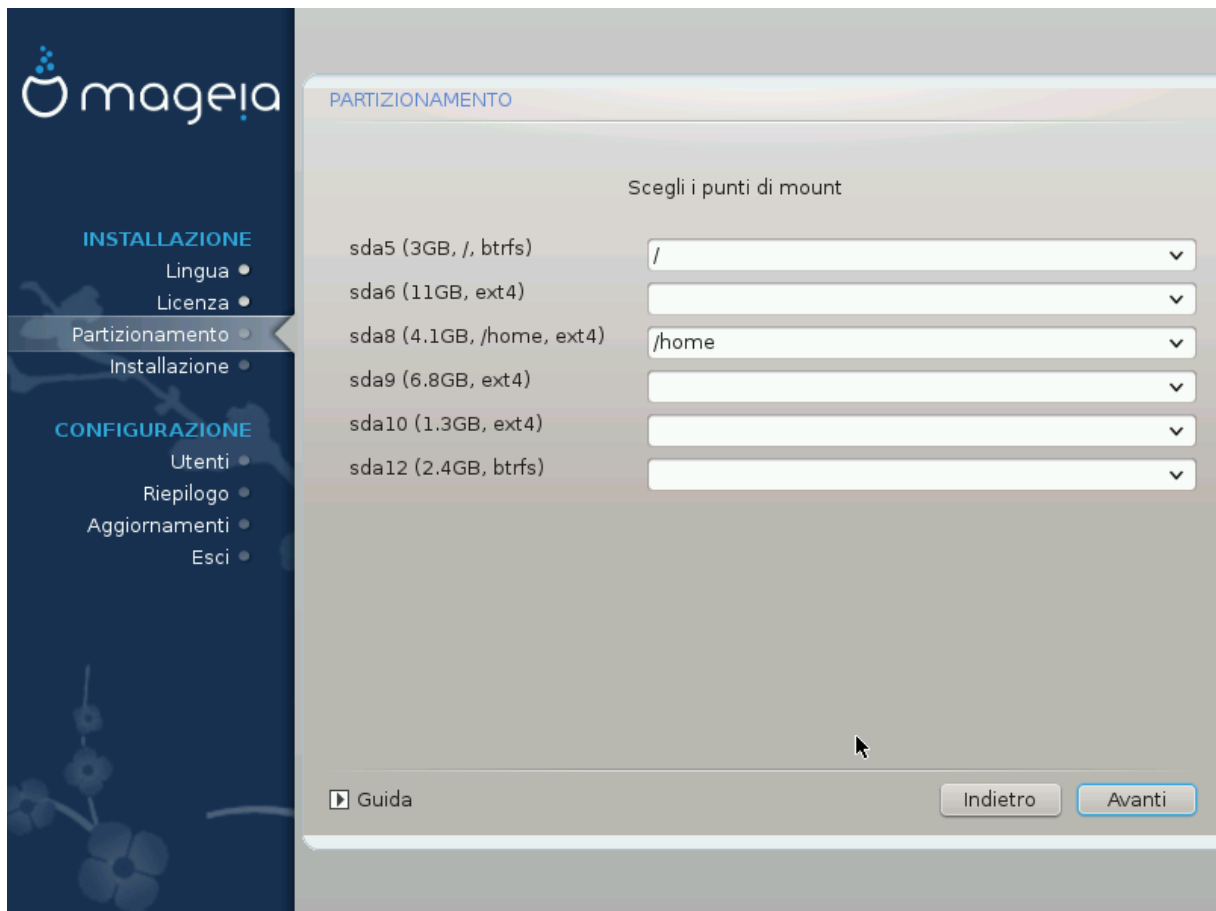 mageia
INSTALLAZIONE
Lingua
Licenza
Partizionamento
Installazione
CONFIGURAZIONE
Utenti
Riepilogo
Aggiornamenti
Esci
PARTIZIONAMENTO
Scegli i punti di mount
sda5 (3GB, /, btrfs) /
sda6 (11GB, ext4)
sda8 (4.1GB, /home, ext4) /home
sda9 (6.8GB, ext4)
sda10 (1.3GB, ext4)
sda12 (2.4GB, btrfs)
Guida
Indietro
Avanti